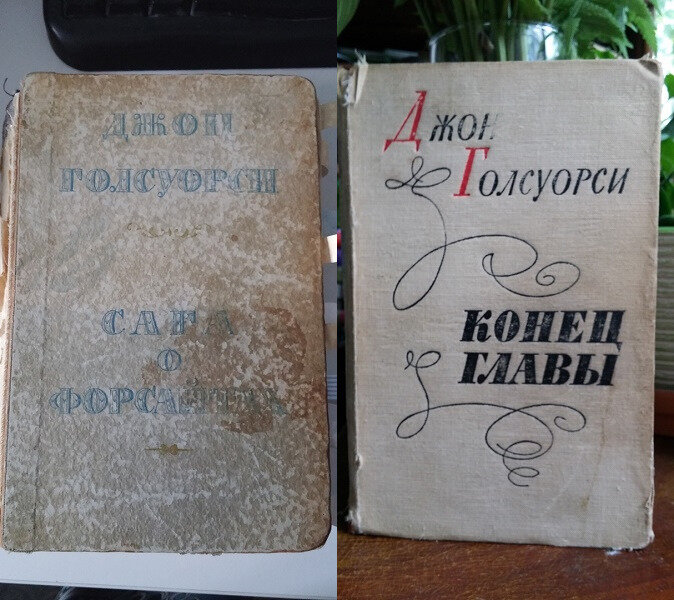 ДЖОН
ГОЛСУОРСИ
САГА
О
ФОРСАЙТАХ
ДЖОН
ГОЛСУОРСИ
КОНЕЦ
ГЛАВЫ